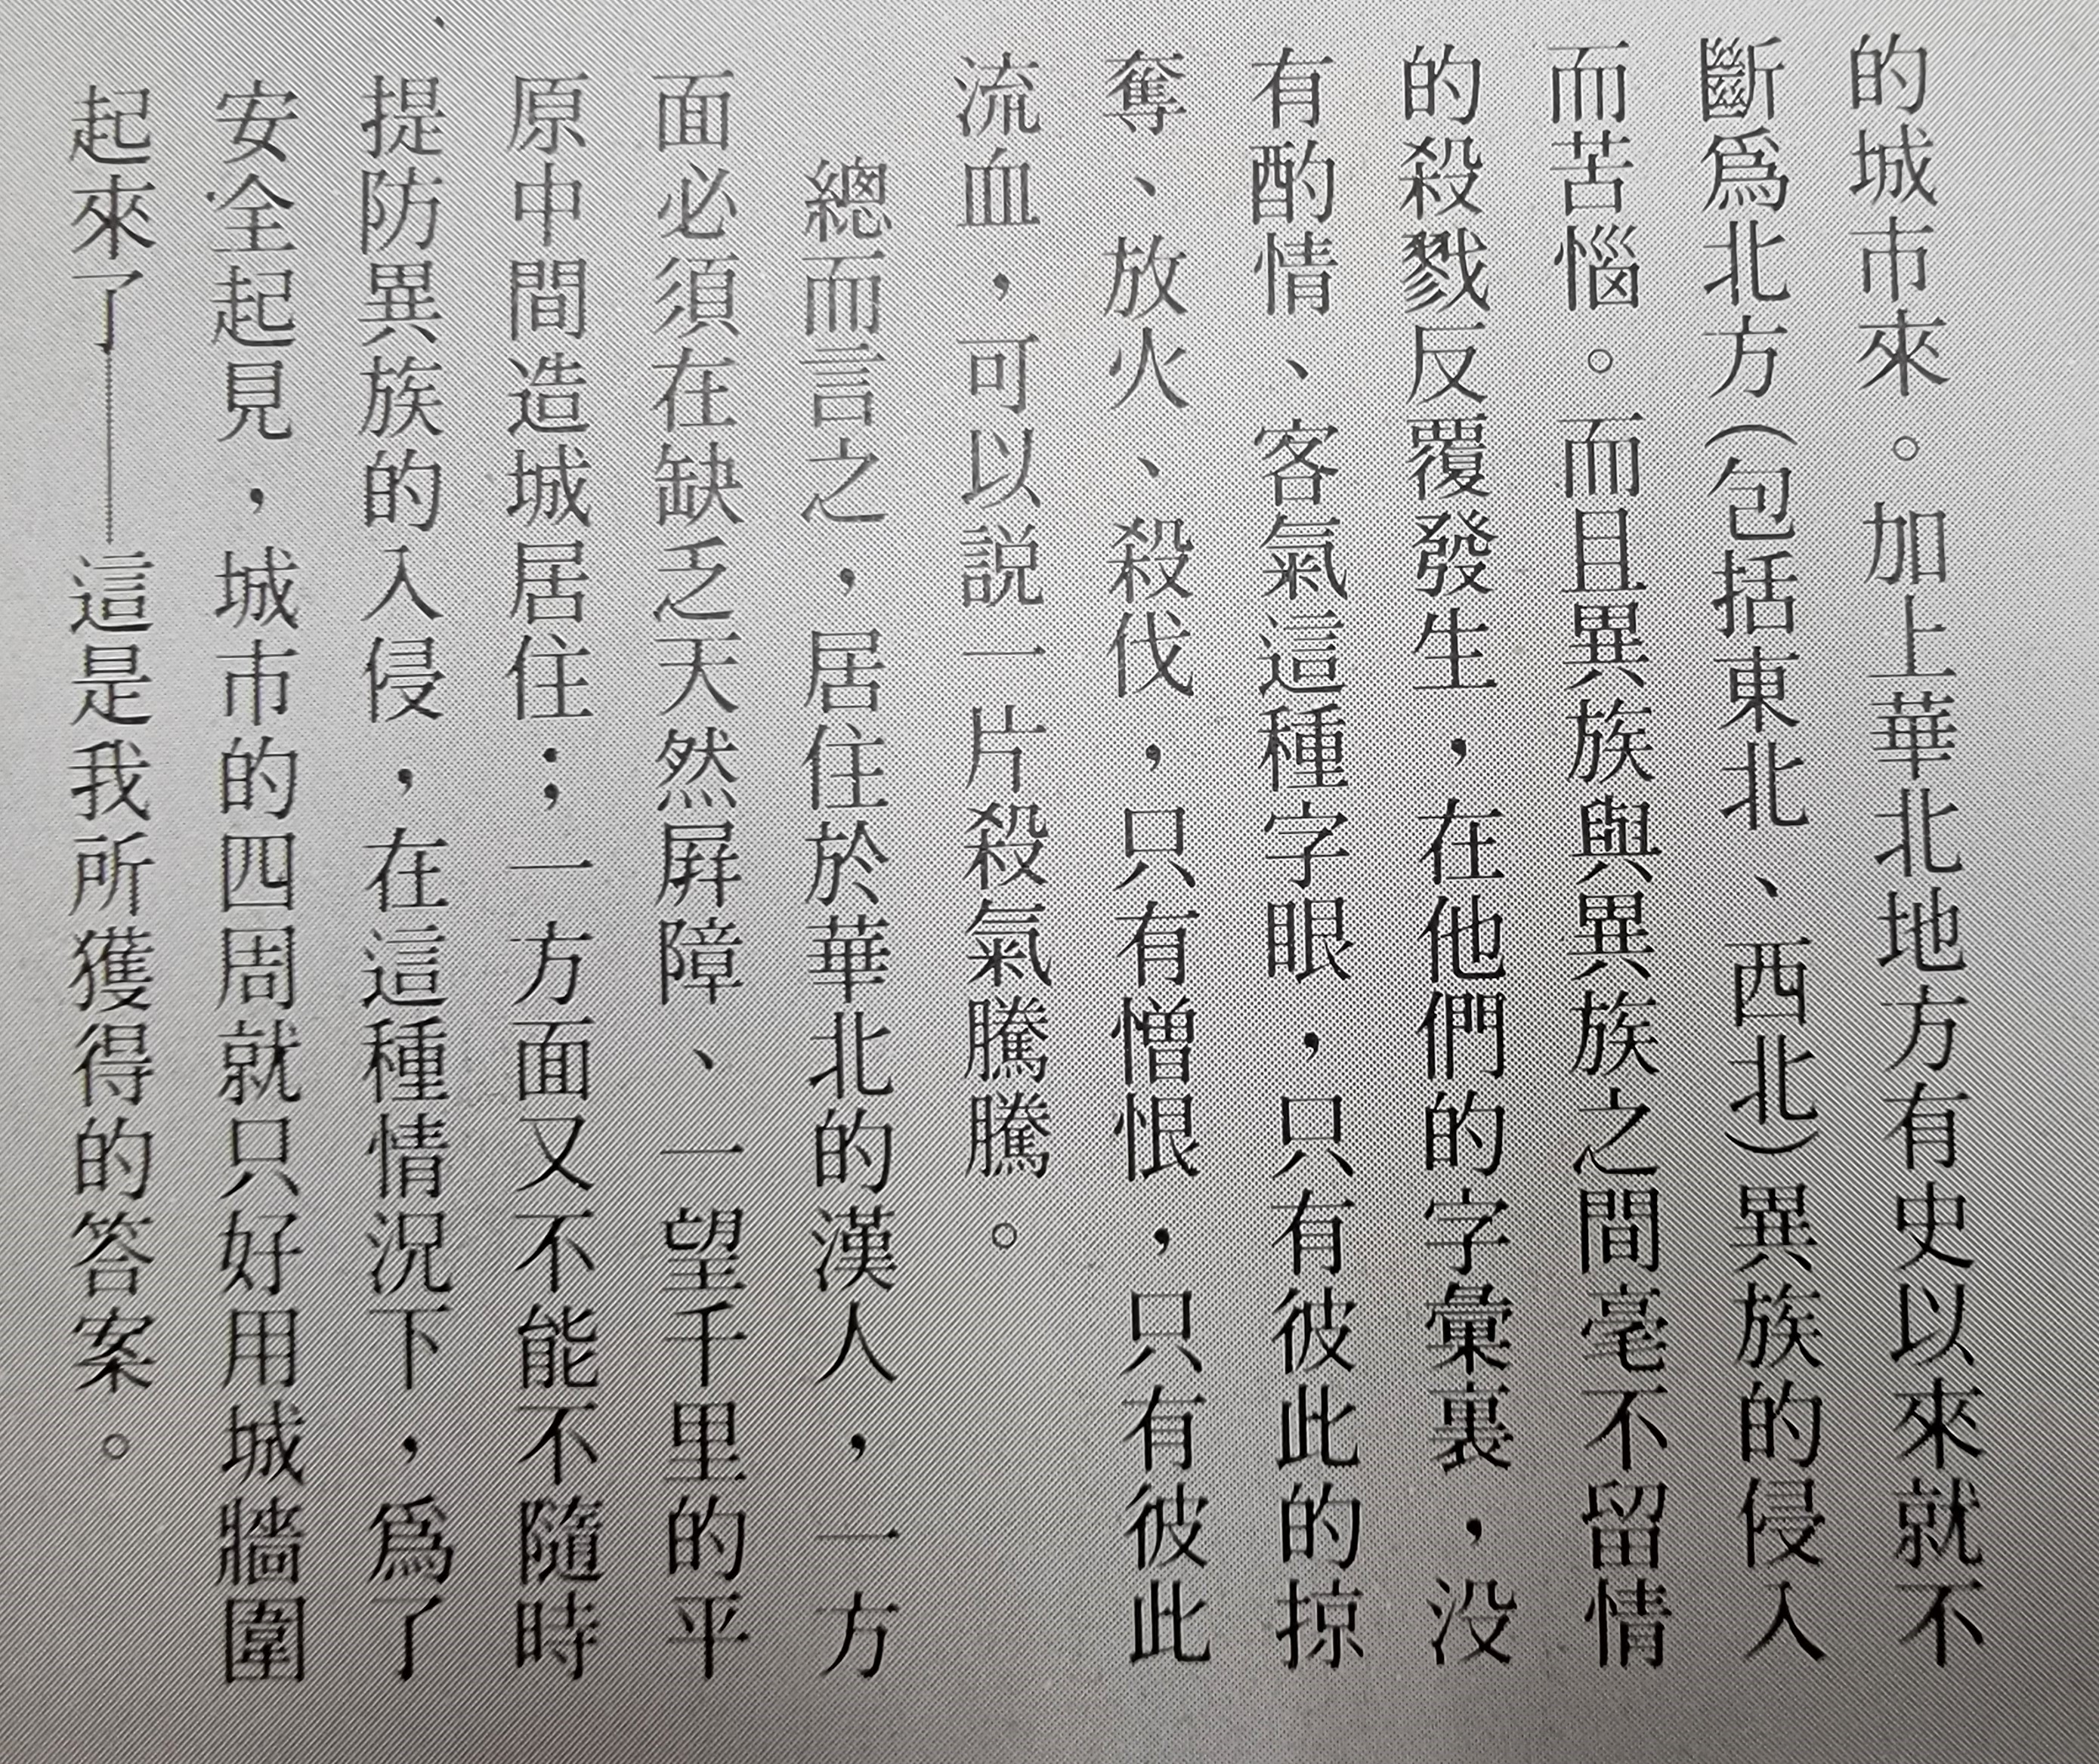 的城市來。加上華北地方有史以來就不
斷爲北方(包括東北、西北)異族的侵入
而苦惱。而且異族與異族之間毫不留情
的殺戮反覆發生，在他們的字彙裏，没
有酌情、客氣這種字眼，只有彼此的掠
奪、放火、殺伐，只有憎恨，只有彼此
流血，可以説一片殺氣騰騰。
總而言之，居住於華北的漢人，一方
面必須在缺乏天然屛障、一望千里的平
原中間造城居住；一方面又不能不隨時
提防異族的入侵，在這種情況下，爲了
安全起見，城市的四周就只好用城牆圍
起來了——這是我所獲得的答案。